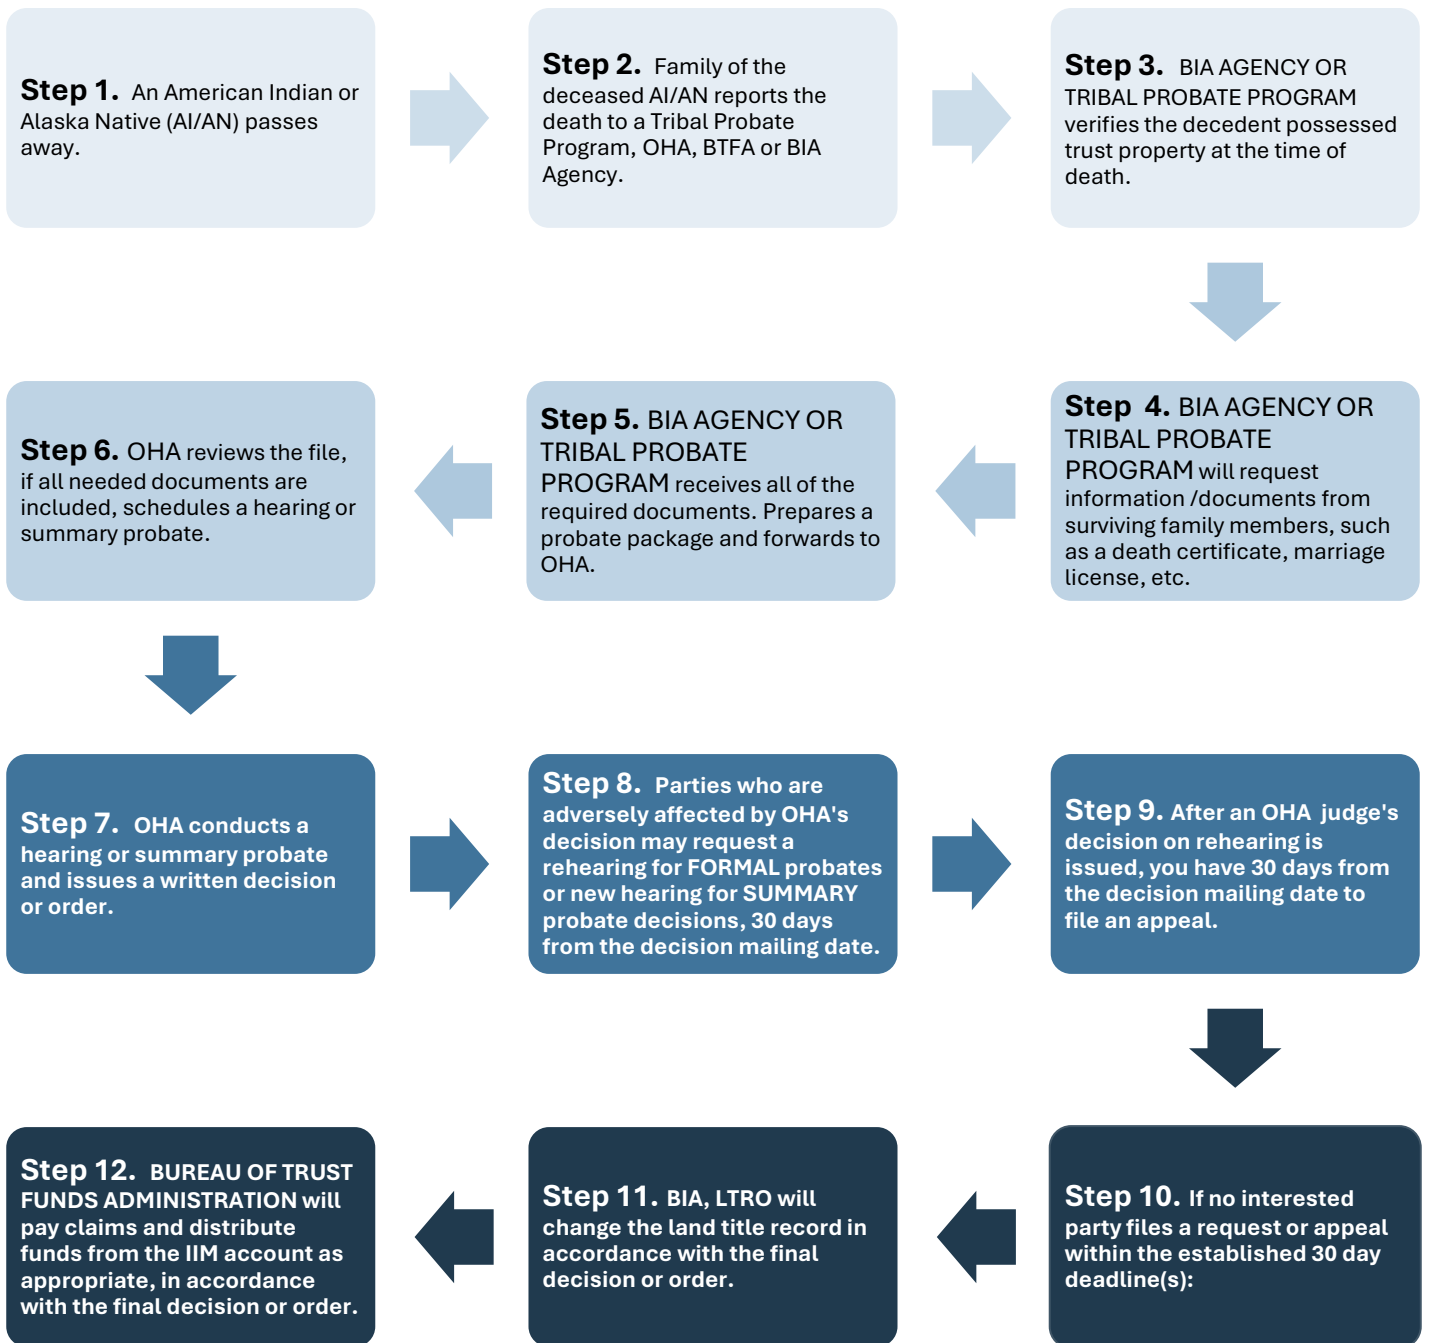 Step 1. An American Indian or
Alaska Native (AI/AN) passes
away.
Step 2. Family of the
deceased AI/AN reports the
death to a Tribal Probate
Program, OHA, BTFA or BIA
Agency.
Step 3. BIA AGENCY OR
TRIBAL PROBATE PROGRAM
verifies the decedent possessed
trust property at the time of
death.
Step 4. BIA AGENCY OR
TRIBAL PROBATE
PROGRAM will request
information /documents from
surviving family members, such
as a death certificate, marriage
license, etc.
Step 5. BIA AGENCY OR
TRIBAL PROBATE
PROGRAM receives all of the
required documents. Prepares a
probate package and forwards to
OHA.
Step 6. OHA reviews the file,
if all needed documents are
included, schedules a hearing or
summary probate.
Step 7. OHA conducts a
hearing or summary probate
and issues a written decision
or order.
Step 8. Parties who are
adversely affected by OHA's
decision may request a
rehearing for FORMAL probates
or new hearing for SUMMARY
probate decisions, 30 days
from the decision mailing date.
Step 9. After an OHA judge's
decision on rehearing is
issued, you have 30 days from
the decision mailing date to
file an appeal.
Step 10. If no interested
party files a request or appeal
within the established 30 day
deadline(s):
Step 11. BIA, LTRO will
change the land title record in
accordance with the final
decision or order.
Step 12. BUREAU OF TRUST
FUNDS ADMINISTRATION will
pay claims and distribute
funds from the IIM account as
appropriate, in accordance
with the final decision or order.